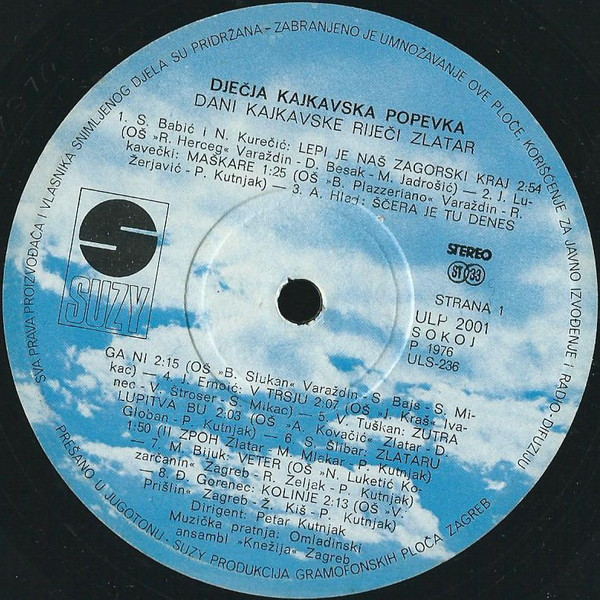 SVA PRAVA PROIZVOĐAČA I VLASNIKA SNIMLJENOG DJELA SU PRIDRŽANA - ZABRANJENO JE UMNOŽAVANJE OVE PLOČE, KORIŠĆENJE ZA JAVNO IZVOĐENJE I RADIO-DIFUZIJU
DJEČJA KAJKAVSKA POPEVKA
DANI KAJKAVSKE RIJEČI ZLATAR
1. S. Babić i N. Kurečić: LEPI JE NAŠ ZAGORSKI KRAJ 2:54
(OŠ »R. Herceg« Varaždin - D. Besak - M. Jadrošić) — 2. J. Lu-
kavečki: MAŠKARE 1:25 (OŠ »B. Plazzeriano« Varaždin - R.
Žerjavić - P. Kutnjak) — 3. A. Hlad: ŠČERA JE TU DENES
S
SUZY
STEREO
ST 33
STRANA 1
ULP 2001
SOKOJ
P 1976
ULS-236
GA NI 2:15 (OŠ »B. Slukan« Varaždin - S. Bajs - S. Mi-
kac) — 4. J. Ernoić: V TRSJU 2:07 (OŠ »J. Kraš« Iva-
nec - V. Štroser - S. Mikac) — 5. V. Tuškan: ZUTRA
LUPITVA BU 2:03 (OŠ »A. Kovačić« Zlatar - D.
Globan - P. Kutnjak) — 6. S. Šlibar: ZLATARU
1:50 (II ZPOH Zlatar - M. Mlakar - P. Kutnjak)
— 7. M. Bijuk: VETER (OŠ »N. Luketić Ko-
zarčanin« Zagreb - R. Zeljak - P. Kutnjak)
— 8. Đ. Gorenec: KOLINJE 2:13 (OŠ »V.
Prišlin« Zagreb - Ž. Kiš - P. Kutnjak)
Dirigent: Petar Kutnjak
Muzička pratnja: Omladinski
ansambl »Knežija« Zagreb
PREŠANO U JUGOTONU - SUZY PRODUKCIJA GRAMOFONSKIH PLOČA ZAGREB